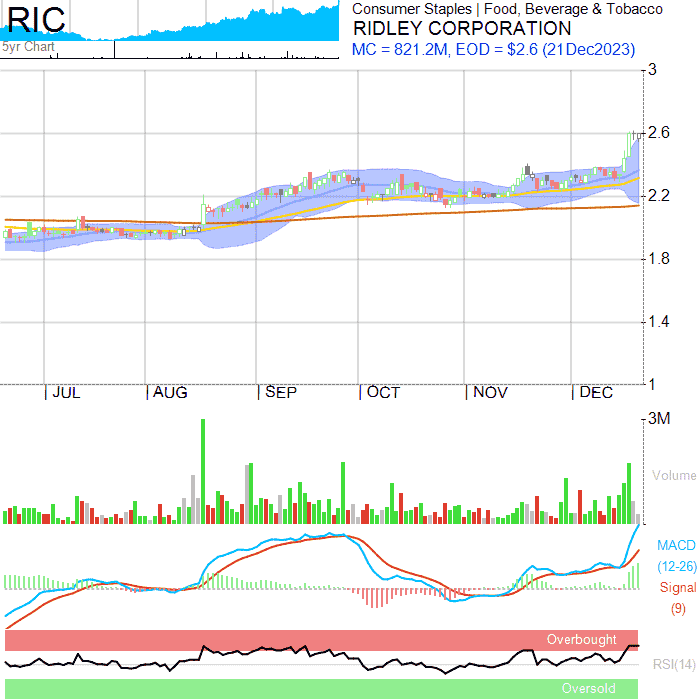 RIC
5yr Chart
Consumer Staples | Food, Beverage & Tobacco
RIDLEY CORPORATION
MC = 821.2M, EOD = $2.6 (21Dec2023)
3
2.6
2.2
1.8
1.4
1
JUL AUG SEP OCT NOV DEC
3M
Volume
MACD
(12-26)
Signal
(9)
Overbought
RSI(14)
Oversold